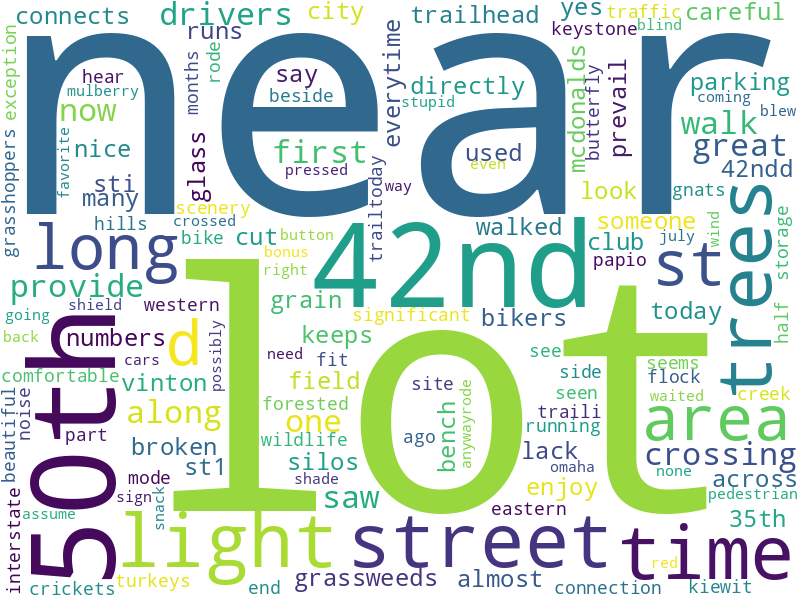 connects
drivers
city
trailhead
yes
traffic
blind
careful
near
runs
keystone
exception
hear
mulberry
now
months
rode
say
beside
everytime
directly
stupid
mcdonalds
butterfly
prevail
parking
coming
blew
walk
nice
glass
first
used
even
great
42ndd
grasshoppers
favorite
sti
many
pressed
way
look
gnats
scenery
crossed
hills
bike
cut
button
trailtoday
walked
someone
club
july
wind
storage
long
bonus
right
42nd
papio
st
trees
provide
grain
significant
bikers
today
going
shield
western
lot
back
50th
numbers
d
possibly
keeps
see
half
cars
need
fit
side
seems
comfortable
vinton
field
site
seen
flock
waited
creek
beautiful
noise
along
forested
one
bench
anywayrode
traili
running
area
part
broken
wildlife
ago
lack
omaha
crossing
mode
st1
silos
none
across
sign
snack
shade
saw
enjoy
pedestrian
interstate
assume
light
street
eastern
35th
time
turkeys
grassweeds
almost
red
crickets
end
connection
kiewit